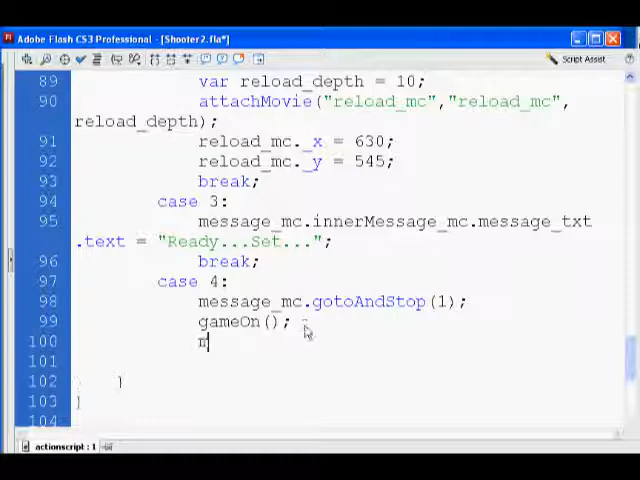 Adobe Flash CS3 Professional - [Shooter2.fla*]
Script Assist
89 var reload_depth = 10;
90 attachMovie("reload_mc","reload_mc",
reload_depth);
91 reload_mc._x = 630;
92 reload_mc._y = 545;
93 break;
94 case 3:
95 message_mc.innerMessage_mc.message_txt
.text = "Ready...Set...";
96 break;
97 case 4:
98 message_mc.gotoAndStop(1);
99 gameOn();
100 m
101
102 }
103 }
104
actionscript : 1